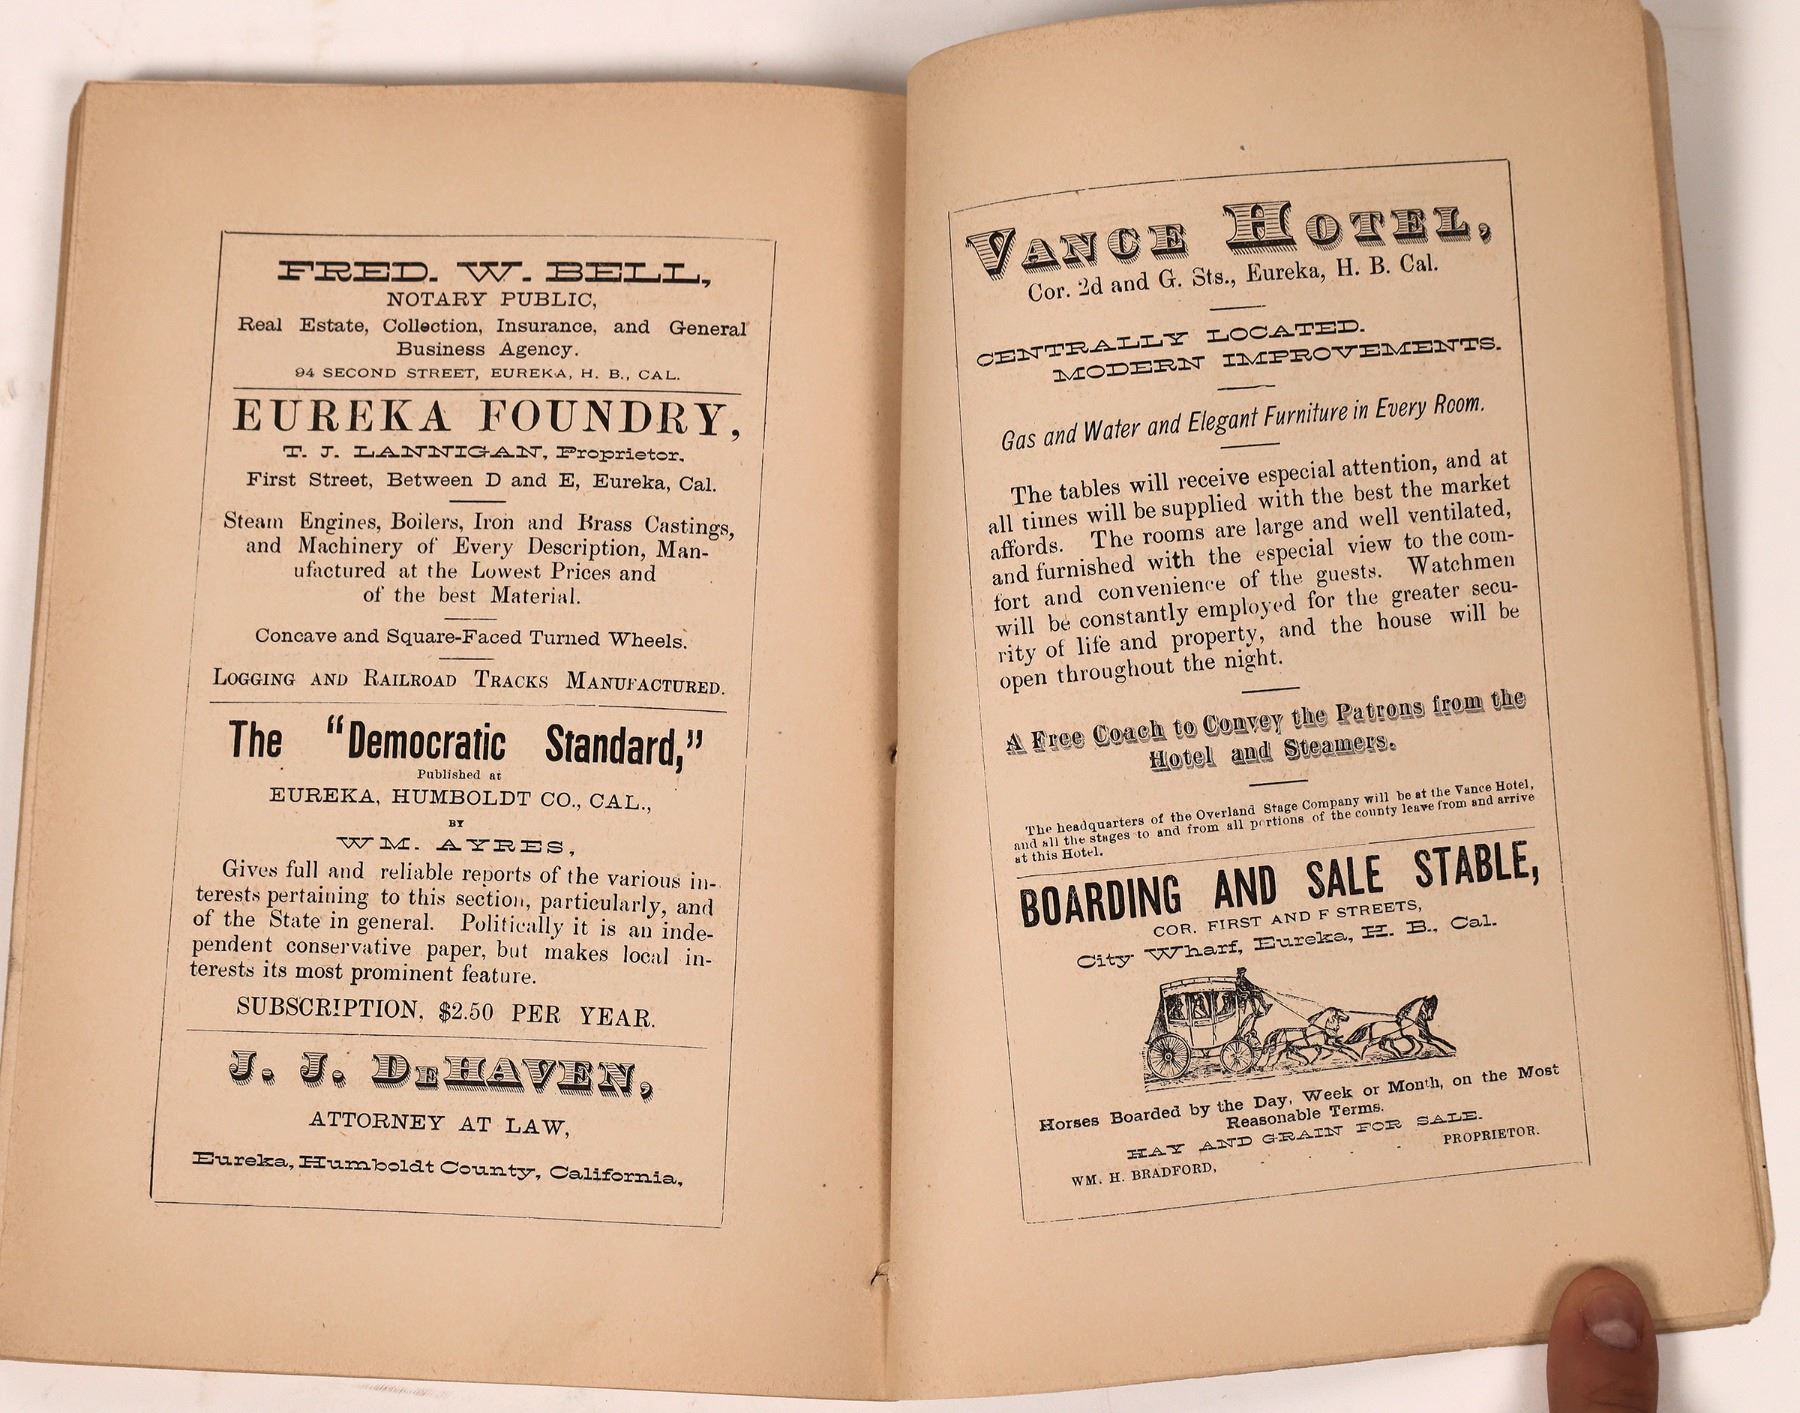 FRED. W. BELL,
NOTARY PUBLIC,
Real Estate, Collection, Insurance, and General
Business Agency.
94 SECOND STREET, EUREKA, H. B., CAL.
EUREKA FOUNDRY,
T. J. LANNIGAN, Proprietor.
First Street, Between D and E, Eureka, Cal.
Steam Engines, Boilers, Iron and Brass Castings,
and Machinery of Every Description, Man-
ufactured at the Lowest Prices and
of the best Material.
Concave and Square-Faced Turned Wheels.
LOGGING AND RAILROAD TRACKS MANUFACTURED.
The "Democratic Standard,"
Published at
EUREKA, HUMBOLDT CO., CAL.,
BY
WM. AYRES,
Gives full and reliable reports of the various in-
terests pertaining to this section, particularly, and
of the State in general. Politically it is an inde-
pendent conservative paper, but makes local in-
terests its most prominent feature.
SUBSCRIPTION, $2.50 PER YEAR.
J. J. DEHAVEN,
ATTORNEY AT LAW,
Eureka, Humboldt County, California,
VANCE HOTEL,
Cor. 2d and G. Sts., Eureka, H. B. Cal.
CENTRALLY LOCATED.
MODERN IMPROVEMENTS.
Gas and Water and Elegant Furniture in Every Room.
The tables will receive especial attention, and at
all times will be supplied with the best the market
affords. The rooms are large and well ventilated,
and furnished with the especial view to the com-
fort and convenience of the guests. Watchmen
will be constantly employed for the greater secu-
rity of life and property, and the house will be
open throughout the night.
A Free Coach to Convey the Patrons from the
Hotel and Steamers.
The headquarters of the Overland Stage Company will be at the Vance Hotel,
and all the stages to and from all portions of the county leave from and arrive
at this Hotel.
BOARDING AND SALE STABLE,
COR. FIRST AND F STREETS,
City Wharf, Eureka, H. B., Cal.
Horses Boarded by the Day, Week or Month, on the Most
Reasonable Terms.
HAY AND GRAIN FOR SALE.
WM. H. BRADFORD, - - - PROPRIETOR.